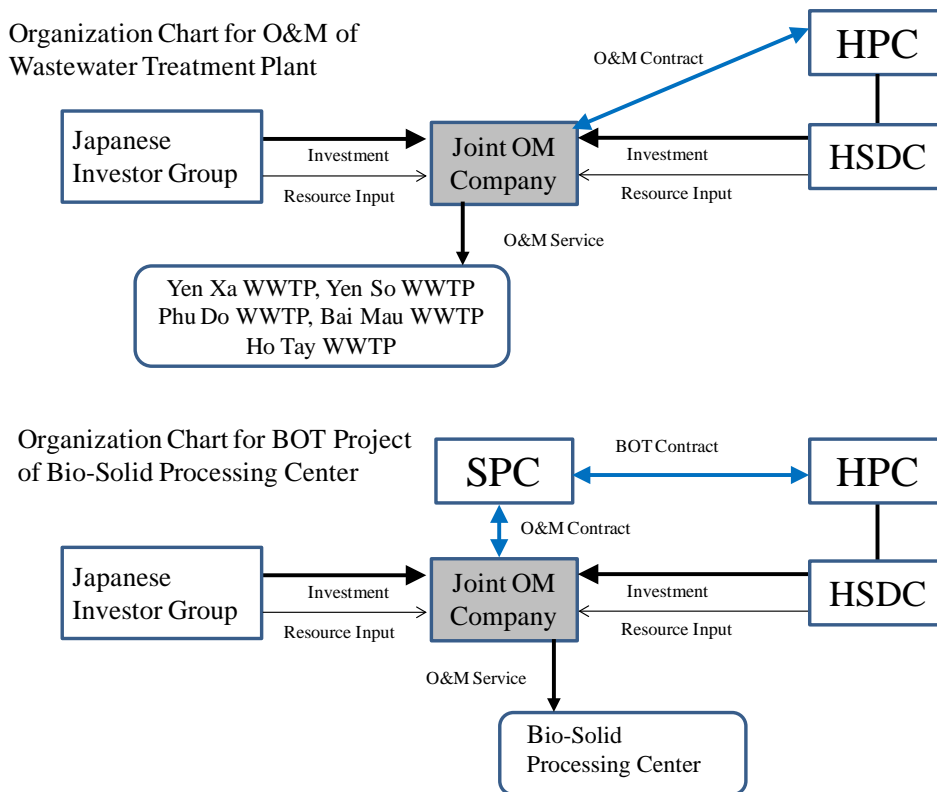 Organization Chart for O&M of
Wastewater Treatment Plant
HPC
O&M Contract
Japanese
Investor Group
Investment
Resource Input
Joint OM
Company
Investment
Resource Input
HSDC
O&M Service
Yen Xa WWTP, Yen So WWTP
Phu Do WWTP, Bai Mau WWTP
Ho Tay WWTP
Organization Chart for BOT Project
of Bio-Solid Processing Center
SPC
BOT Contract
HPC
O&M Contract
Japanese
Investor Group
Investment
Resource Input
Joint OM
Company
Investment
Resource Input
HSDC
O&M Service
Bio-Solid
Processing Center